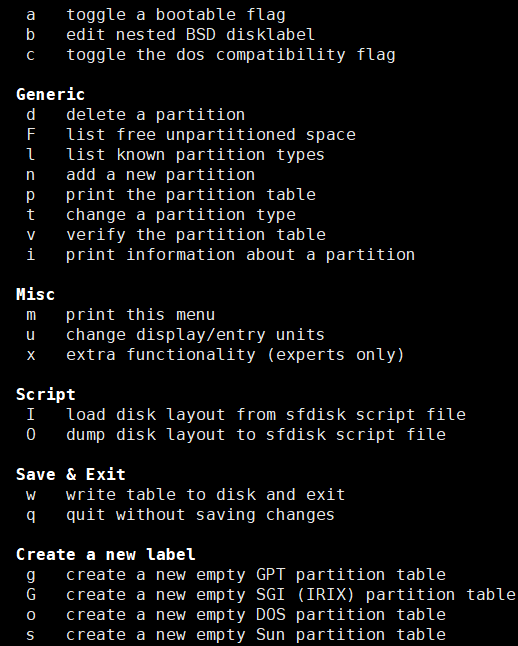 a toggle a bootable flag
b edit nested BSD disklabel
c toggle the dos compatibility flag
Generic
d delete a partition
F list free unpartitioned space
l list known partition types
n add a new partition
p print the partition table
t change a partition type
v verify the partition table
i print information about a partition
Misc
m print this menu
u change display/entry units
x extra functionality (experts only)
Script
I load disk layout from sfdisk script file
O dump disk layout to sfdisk script file
Save & Exit
w write table to disk and exit
q quit without saving changes
Create a new label
g create a new empty GPT partition table
G create a new empty SGI (IRIX) partition table
o create a new empty DOS partition table
s create a new empty Sun partition table